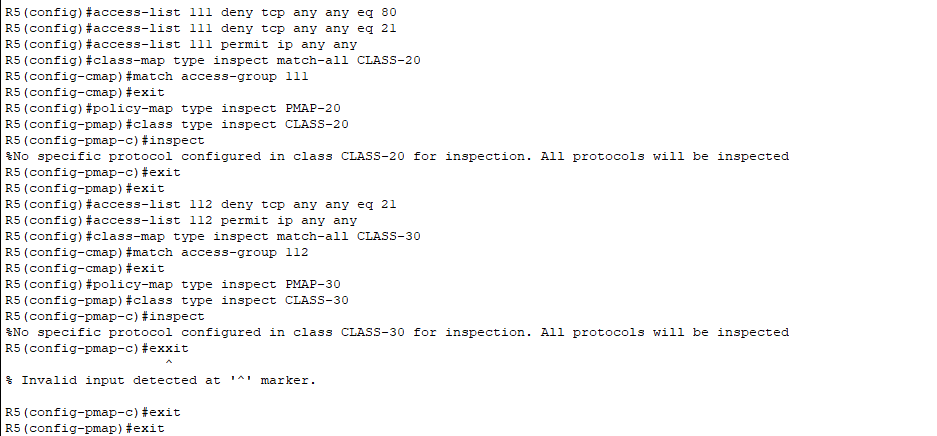 R5(config)#access-list 111 deny tcp any any eq 80
R5(config)#access-list 111 deny tcp any any eq 21
R5(config)#access-list 111 permit ip any any
R5(config)#class-map type inspect match-all CLASS-20
R5(config-cmap)#match access-group 111
R5(config-cmap)#exit
R5(config)#policy-map type inspect PMAP-20
R5(config-pmap)#class type inspect CLASS-20
R5(config-pmap-c)#inspect
%No specific protocol configured in class CLASS-20 for inspection. All protocols will be inspected
R5(config-pmap-c)#exit
R5(config-pmap)#exit
R5(config)#access-list 112 deny tcp any any eq 21
R5(config)#access-list 112 permit ip any any
R5(config)#class-map type inspect match-all CLASS-30
R5(config-cmap)#match access-group 112
R5(config-cmap)#exit
R5(config)#policy-map type inspect PMAP-30
R5(config-pmap)#class type inspect CLASS-30
R5(config-pmap-c)#inspect
%No specific protocol configured in class CLASS-30 for inspection. All protocols will be inspected
R5(config-pmap-c)#exxit
^
% Invalid input detected at '^' marker.
R5(config-pmap-c)#exit
R5(config-pmap)#exit